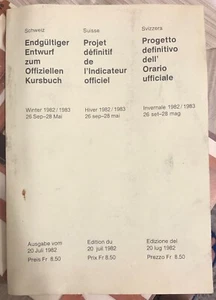 Schweiz
Endgültiger
Entwurf
zum
Offiziellen
Kursbuch
Winter 1982/1983
26 Sep–28 Mai
Ausgabe vom
20 Juli 1982
Preis Fr 8.50
Suisse
Projet
définitif
de
l'Indicateur
officiel
Hiver 1982/1983
26 sep–28 mai
Edition du
20 juil 1982
Prix Fr 8.50
Svizzera
Progetto
definitivo
dell'
Orario
ufficiale
Invernale 1982/1983
26 set–28 mag
Edizione del
20 lug 1982
Prezzo Fr 8.50